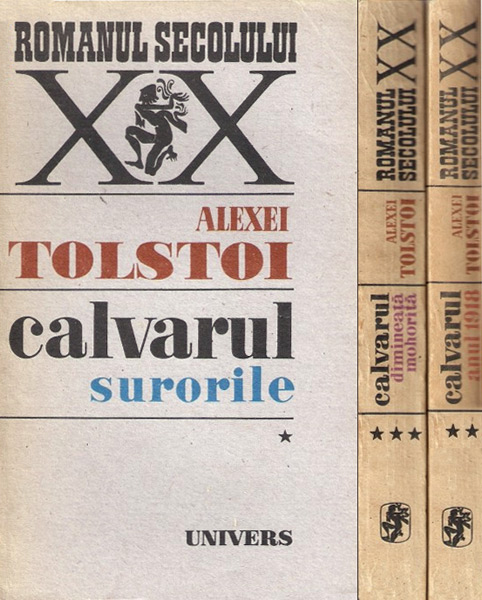 ROMANUL SECOLULUI
XX
ALEXEI
TOLSTOI
calvarul
surorile
★
UNIVERS
ROMANUL
SECOLULUI XX
ALEXEI
TOLSTOI
calvarul
dimineață
mohorîtă
★★★
ROMANUL
SECOLULUI XX
ALEXEI
TOLSTOI
calvarul
anul 1918
★★